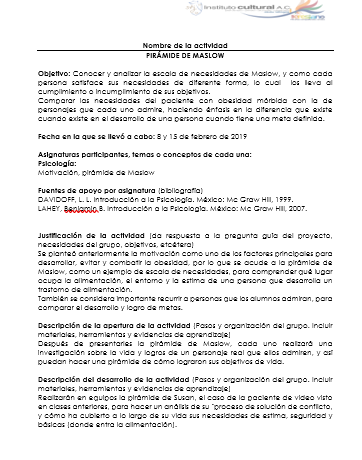 instituto cultural A.C.
Nombre de la actividad
PIRÁMIDE DE MASLOW
Objetivo: Conocer y analizar la escala de necesidades de Maslow, y como cada
persona satisface sus necesidades de diferente forma, lo cual los lleva al
cumplimiento o incumplimiento de sus objetivos.
Comparar las necesidades del paciente con obesidad mórbida con la de
personajes que cada uno admire, haciendo énfasis en la diferencia que existe
cuando existe en el desarrollo de una persona cuando tiene una meta definida.
Fecha en la que se llevó a cabo: 8 y 15 de febrero de 2019
Asignaturas participantes, temas o conceptos de cada una:
Psicología:
Motivación, pirámide de Maslow
Fuentes de apoyo por asignatura (bibliografía)
DAVIDOFF, L. L. Introducción a la Psicología. México: Mc Graw Hill, 1999.
LAHEY, Benjamín B. Introducción a la Psicología. México: Mc Graw Hill, 2007.
Justificación de la actividad (da respuesta a la pregunta guía del proyecto,
necesidades del grupo, objetivos, etcétera)
Se planteó anteriormente la motivación como uno de los factores principales para
desarrollar, evitar y combatir la obesidad, por lo que se acude a la pirámide de
Maslow, como un ejemplo de escala de necesidades, para comprender qué lugar
ocupa la alimentación, el entorno y la estima de una persona que desarrolla un
trastorno de alimentación.
También se considera importante recurrir a personas que los alumnos admiran, para
comparar el desarrollo y logro de metas.
Descripción de la apertura de la actividad (Pasos y organización del grupo. Incluir
materiales, herramientas y evidencias de aprendizaje)
Después de presentarles la pirámide de Maslow, cada uno realizará una
investigación sobre la vida y logros de un personaje real que ellos admiren, y así
puedan hacer una pirámide de cómo lograron sus objetivos de vida.
Descripción del desarrollo de la actividad (Pasos y organización del grupo. Incluir
materiales, herramientas y evidencias de aprendizaje)
Realizarán en equipos la pirámide de Susan, el caso de la paciente de video visto
en clases anteriores, para hacer un análisis de su "proceso de solución de conflicto,
y cómo ha cubierto a lo largo de su vida sus necesidades de estima, seguridad y
básicas (donde entra la alimentación).